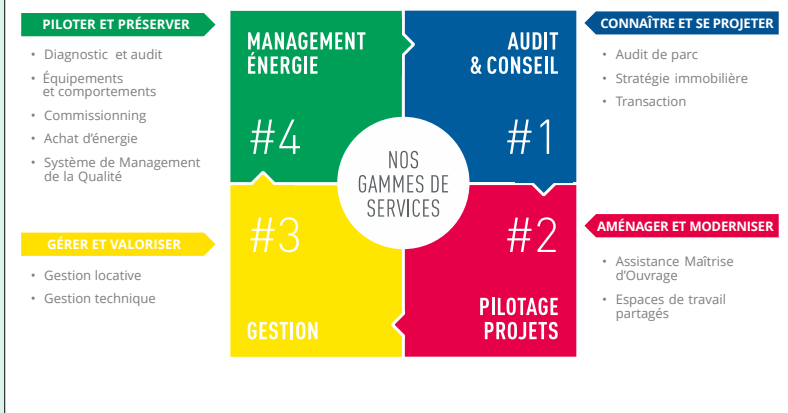 PILOTER ET PRÉSERVER
• Diagnostic et audit
• Équipements
et comportements
• Commissionning
• Achat d'énergie
• Système de Management
de la Qualité
MANAGEMENT
ÉNERGIE
#4
AUDIT
& CONSEIL
#1
CONNAÎTRE ET SE PROJETER
• Audit de parc
• Stratégie immobilière
• Transaction
NOS
GAMMES DE
SERVICES
GÉRER ET VALORISER
• Gestion locative
• Gestion technique
#3
GESTION
#2
PILOTAGE
PROJETS
AMÉNAGER ET MODERNISER
• Assistance Maîtrise
d'Ouvrage
• Espaces de travail
partagés